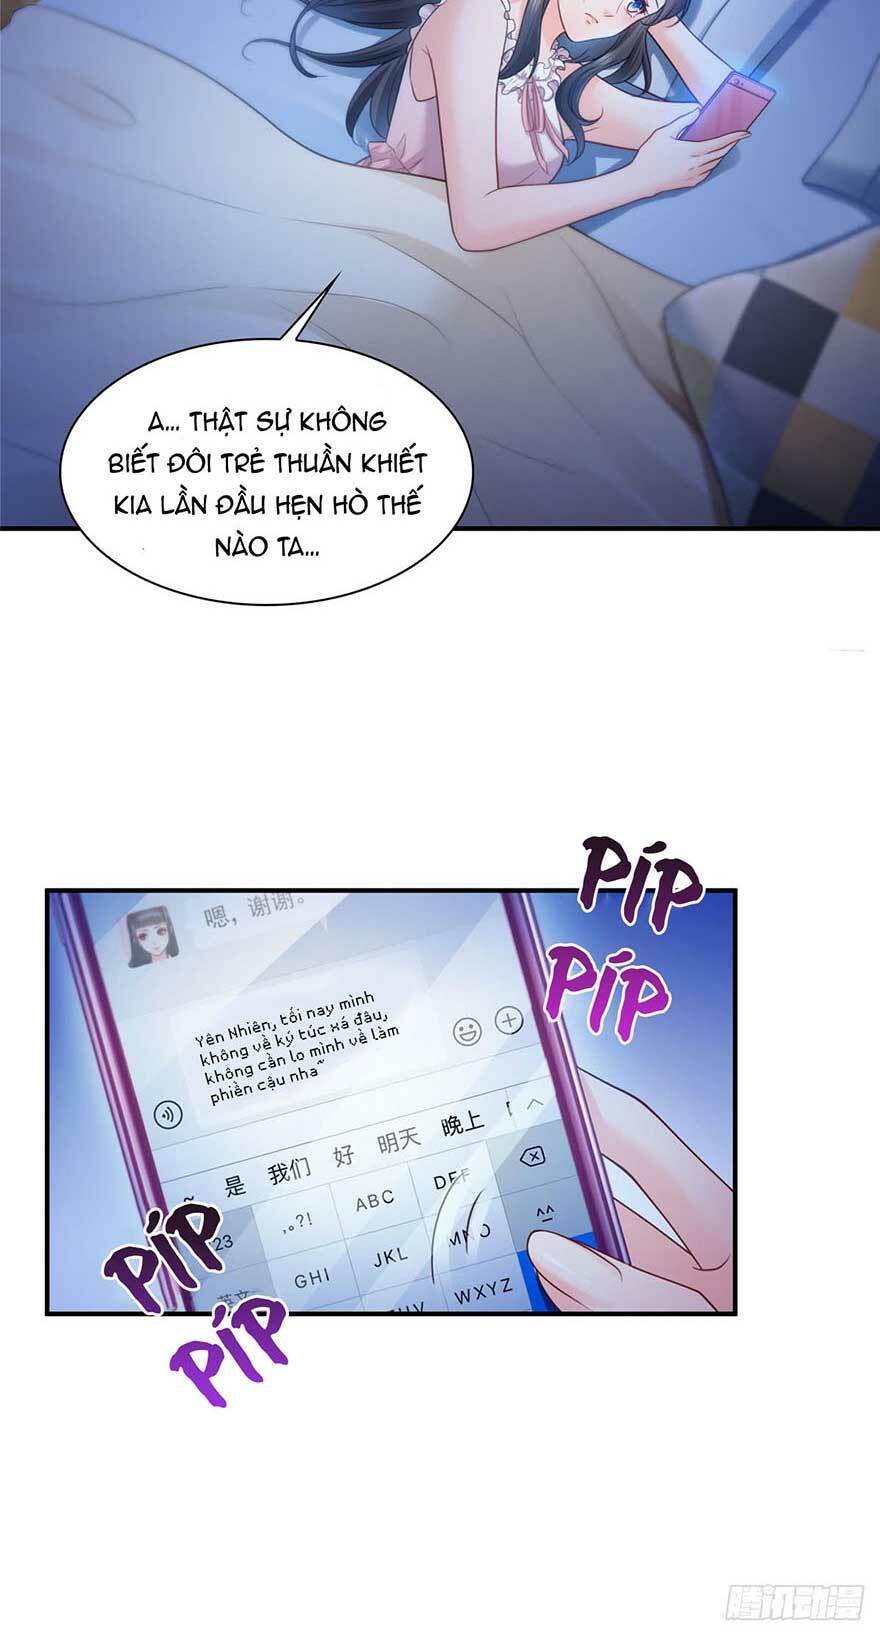 A... THẬT SỰ KHÔNG
BIẾT ĐÔI TRẺ THUẦN KHIẾT
KIA LẦN ĐẦU HẸN HÒ THẾ
NÀO TA...
PÍP
PÍP
嗯，谢谢。
Yên Nhiên, tối nay mình
không về ký túc xá đâu,
không cần lo mình về làm
phiền cậu nha~
~ 是 我们 好 明天 晚上
23 ,。?! ABC DEF
英文 GHI JKL MNO ^^
WXYZ
PÍP
PÍP
腾讯动漫